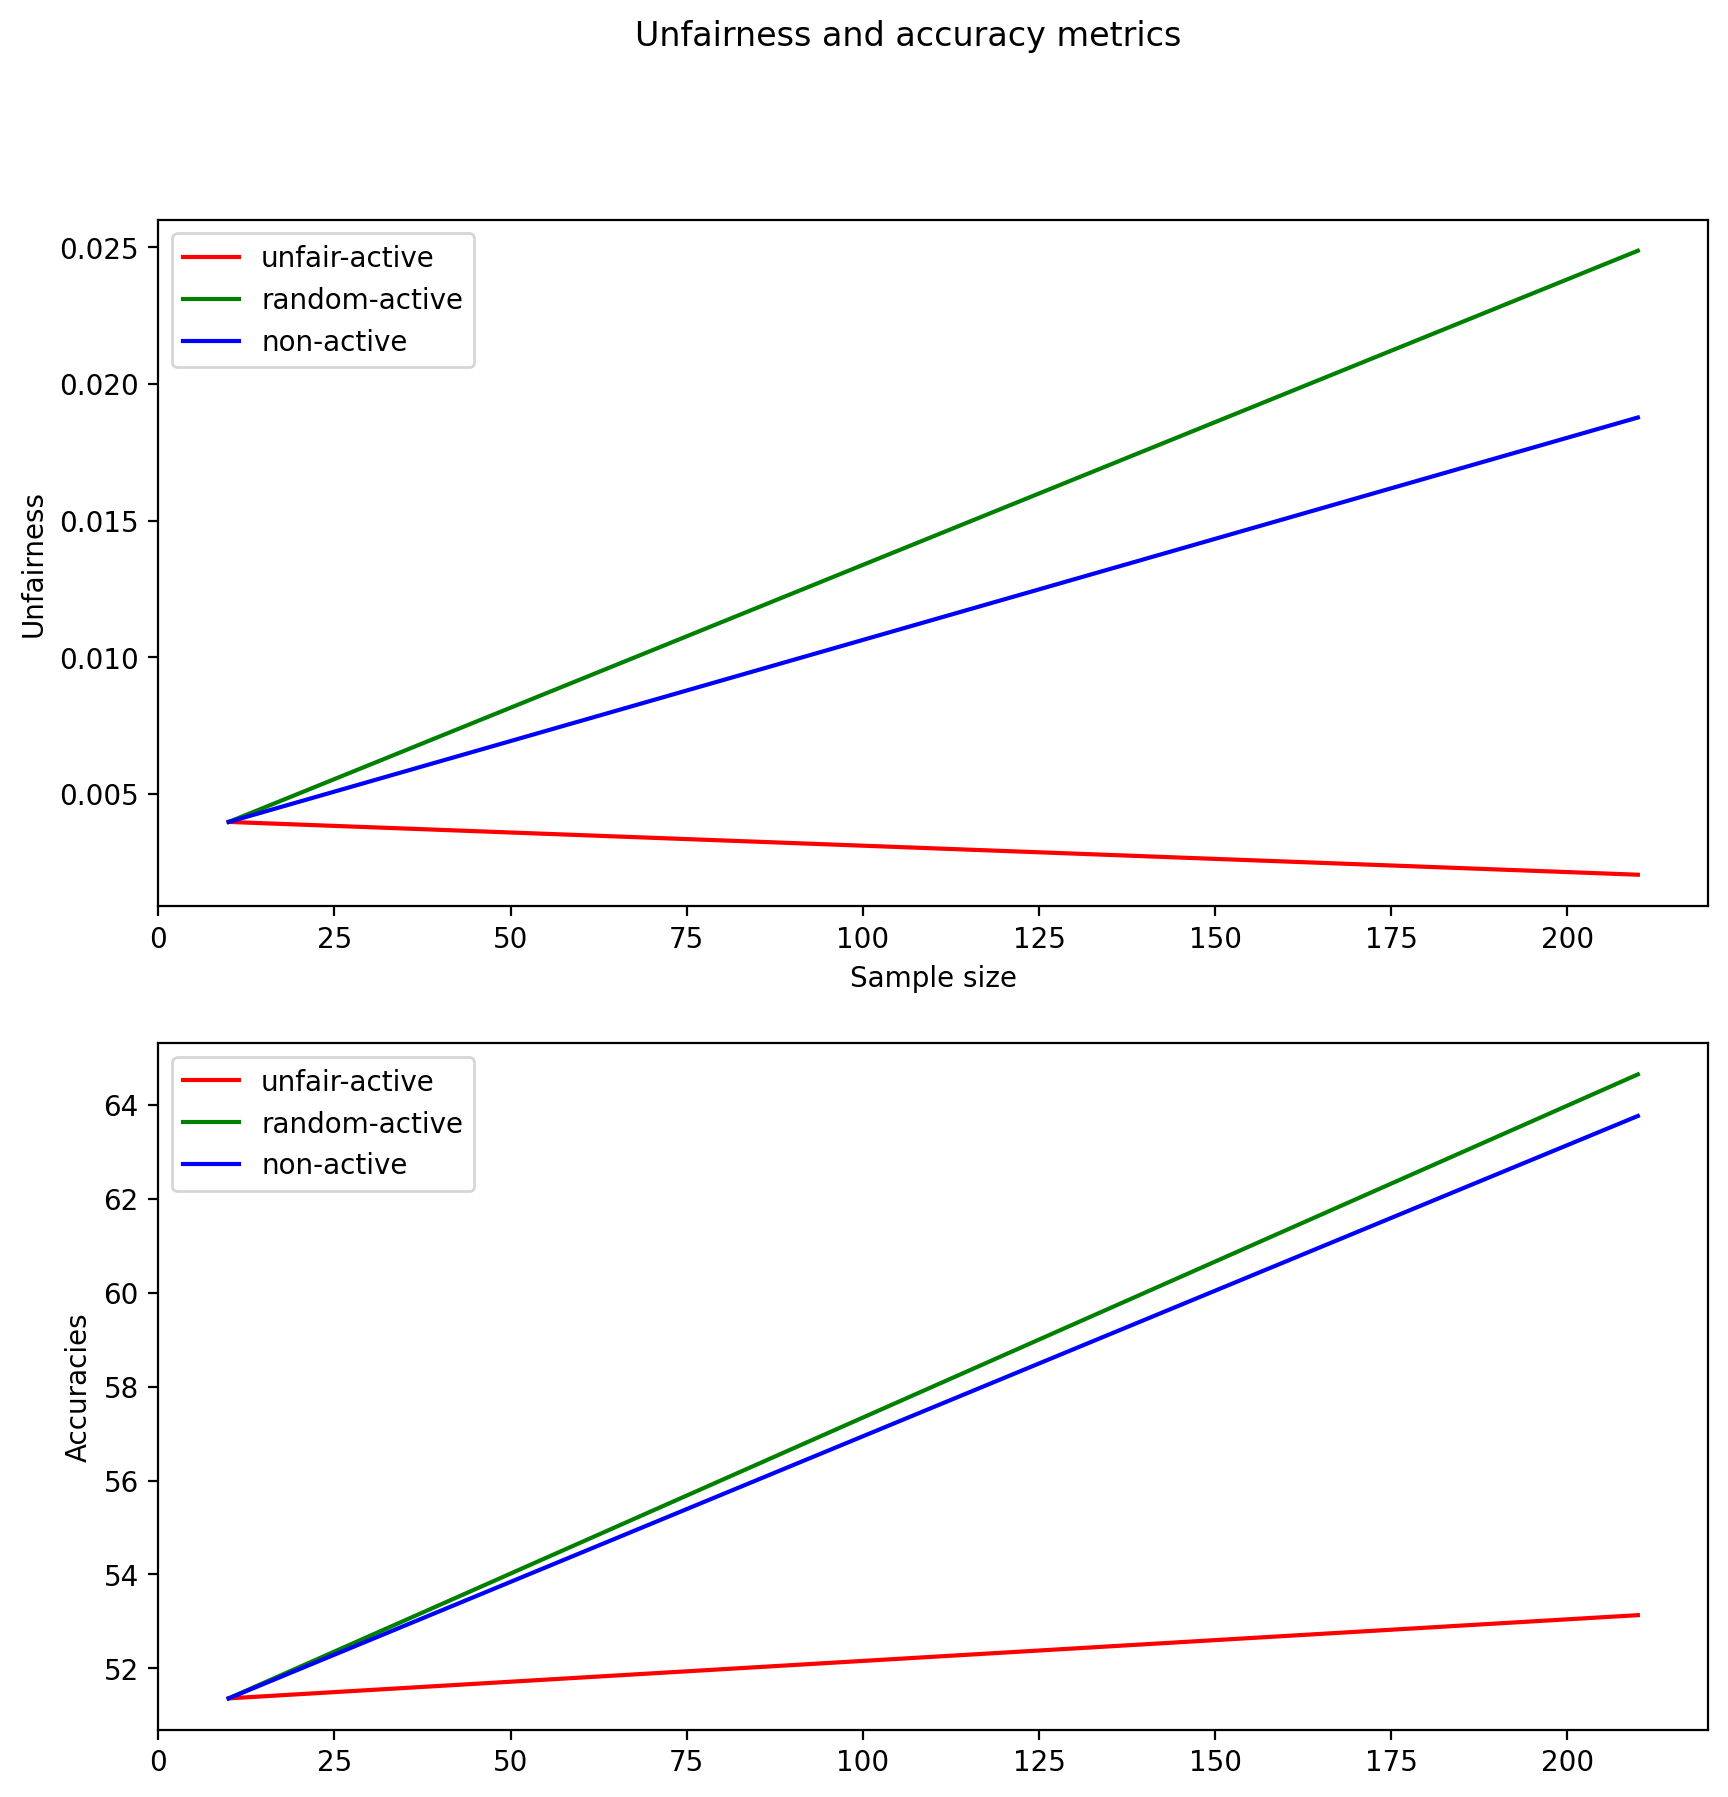 Unfairness and accuracy metrics
unfair-active
random-active
non-active
0.025
0.020
0.015
0.010
0.005
Unfairness
0 25 50 75 100 125 150 175 200
Sample size
unfair-active
random-active
non-active
64
62
60
58
56
54
52
Accuracies
0 25 50 75 100 125 150 175 200